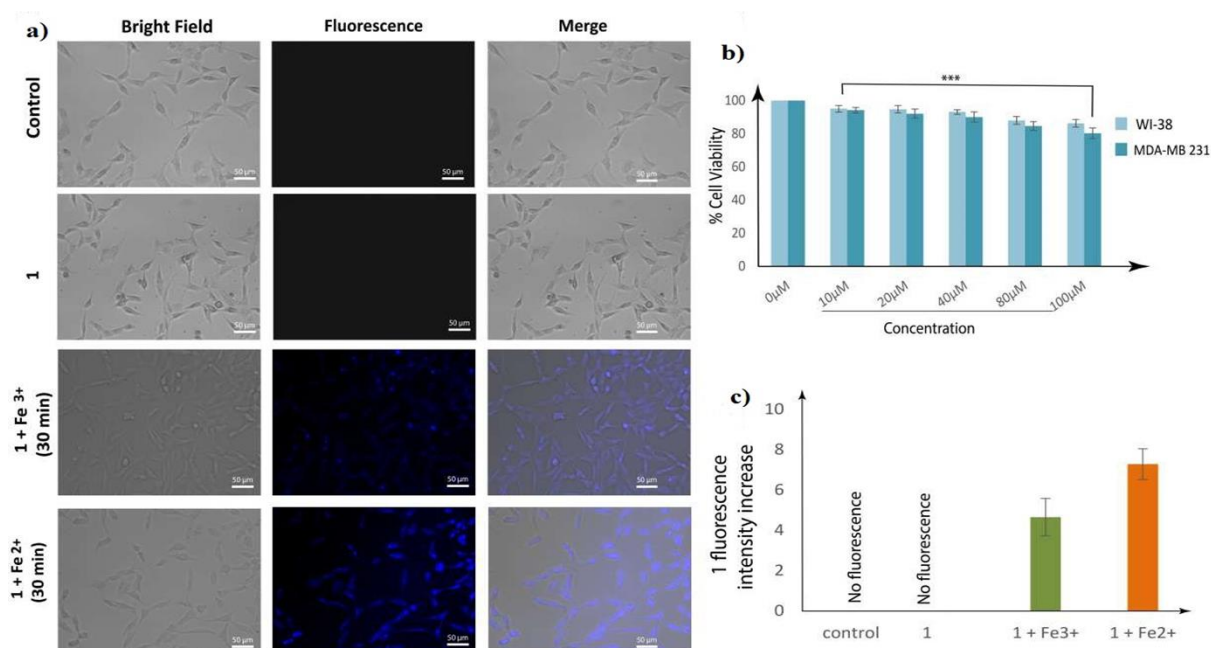 a)
Bright Field
Fluorescence
Merge
Control
50 µm
50 µm
50 µm
1
50 µm
50 µm
50 µm
1 + Fe 3+
(30 min)
50 µm
50 µm
50 µm
1 + Fe 2+
(30 min)
50 µm
50 µm
50 µm
b)
***
100
80
60
40
20
0
% Cell Viability
WI-38
MDA-MB 231
0µM
10µM
20µM
40µM
80µM
100µM
Concentration
c)
10
8
6
4
2
0
1 fluorescence
intensity increase
No fluorescence
No fluorescence
control
1
1 + Fe3+
1 + Fe2+